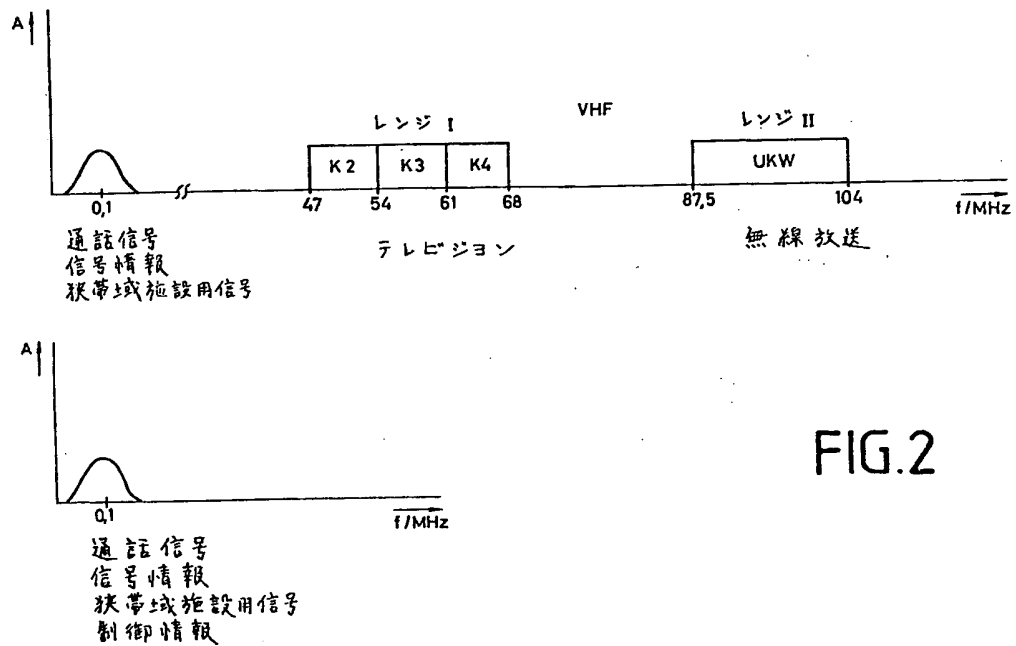 A
レンジ I
VHF
レンジ II
K2 K3 K4
UKW
0,1 47 54 61 68 87,5 104 f/MHz
通話信号
信号情報
狭帯域施設用信号
テレビジョン
無線放送
A
0,1
f/MHz
通話信号
信号情報
狭帯域施設用信号
制御情報
FIG.2